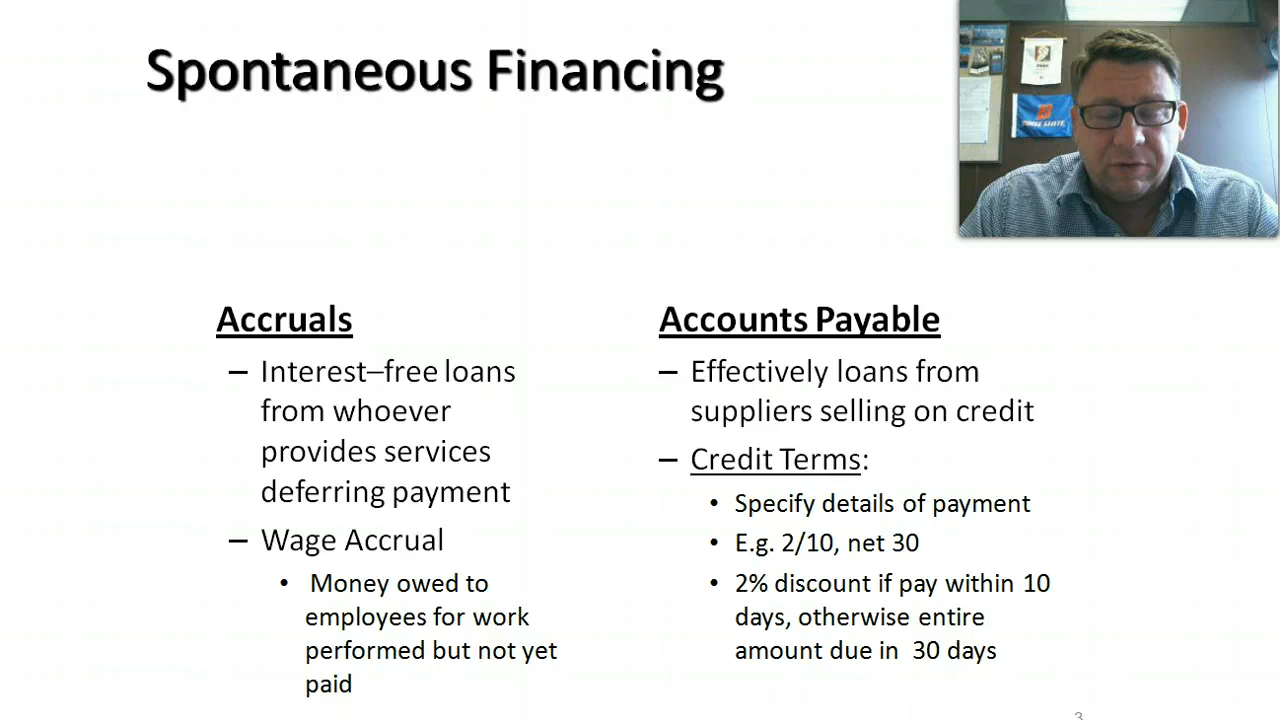 Spontaneous Financing
BOISE STATE
Accruals
– Interest–free loans
from whoever
provides services
deferring payment
– Wage Accrual
• Money owed to
employees for work
performed but not yet
paid
Accounts Payable
– Effectively loans from
suppliers selling on credit
– Credit Terms:
• Specify details of payment
• E.g. 2/10, net 30
• 2% discount if pay within 10
days, otherwise entire
amount due in 30 days
3